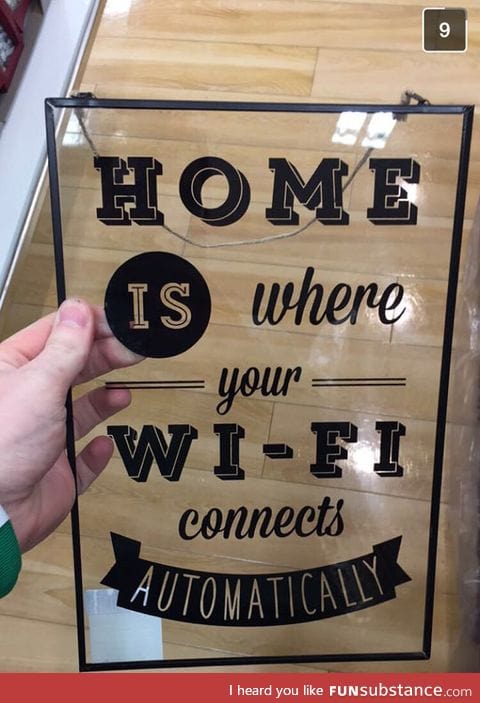 9
HOME
IS where
your
WI-FI
connects
AUTOMATICALLY
I heard you like FUNsubstance.com